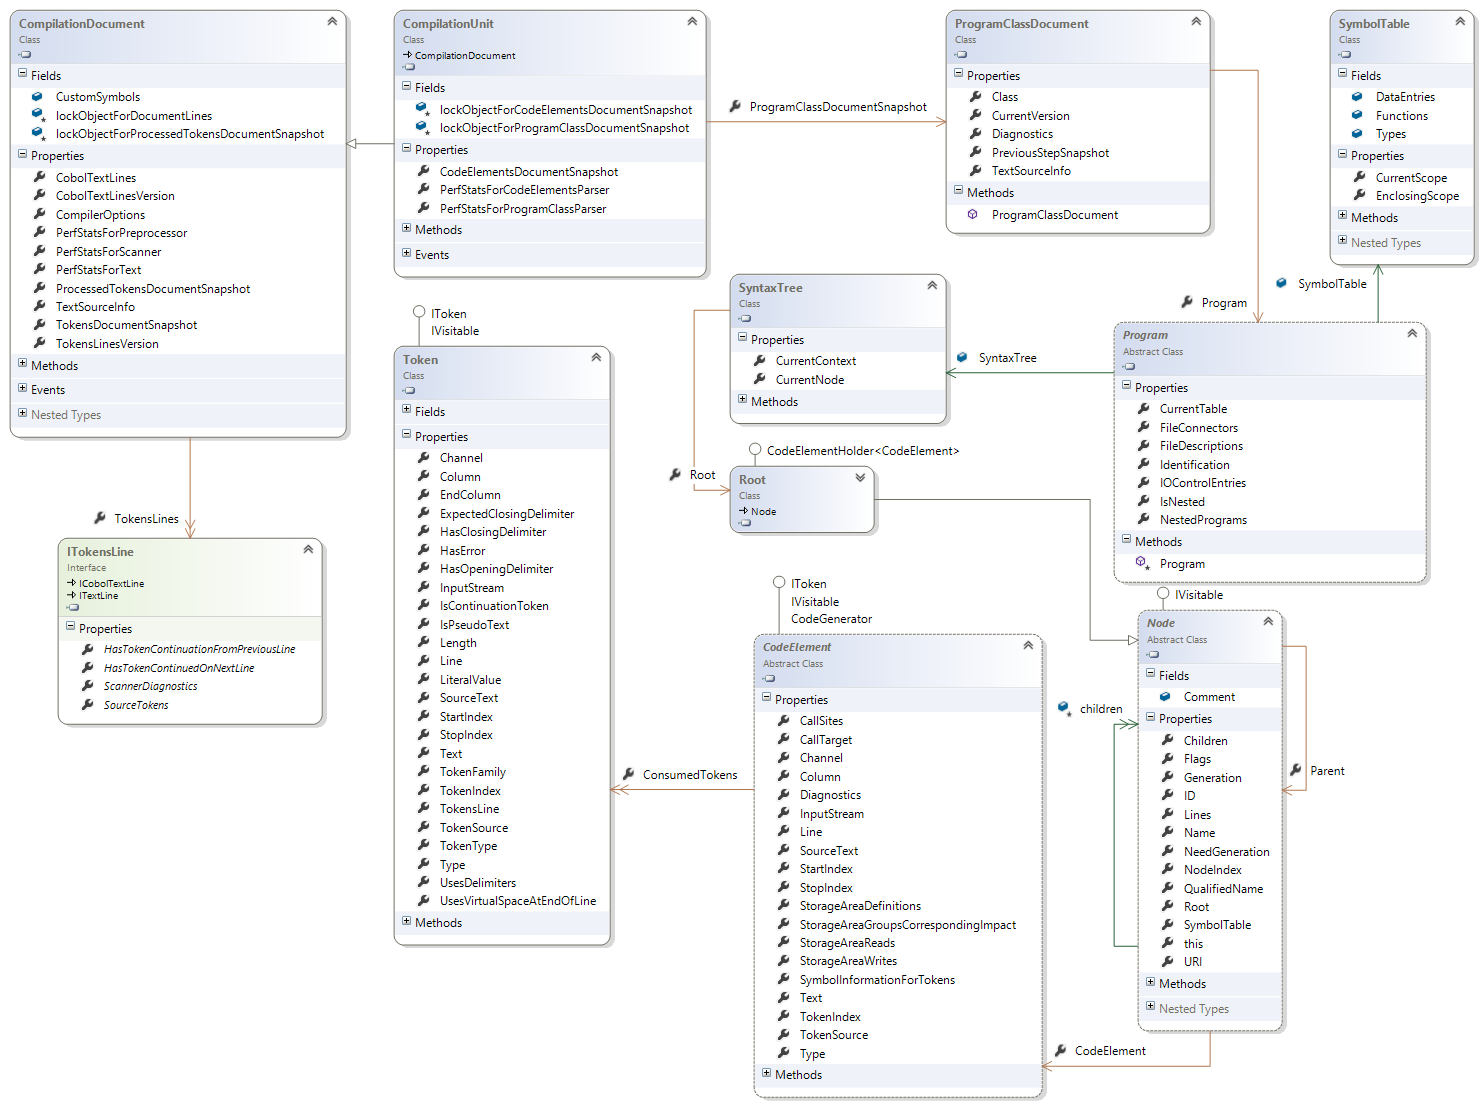 CompilationDocument
Class
Fields
CustomSymbols
lockObjectForDocumentLines
lockObjectForProcessedTokensDocumentSnapshot
Properties
CobolTextLines
CobolTextLinesVersion
CompilerOptions
PerfStatsForPreprocessor
PerfStatsForScanner
PerfStatsForText
ProcessedTokensDocumentSnapshot
TextSourceInfo
TokensDocumentSnapshot
TokensLinesVersion
Methods
Events
Nested Types
CompilationUnit
Class
CompilationDocument
Fields
lockObjectForCodeElementsDocumentSnapshot
lockObjectForProgramClassDocumentSnapshot
Properties
CodeElementsDocumentSnapshot
PerfStatsForCodeElementsParser
PerfStatsForProgramClassParser
Methods
Events
ProgramClassDocumentSnapshot
ProgramClassDocument
Class
Properties
Class
CurrentVersion
Diagnostics
PreviousStepSnapshot
TextSourceInfo
Methods
ProgramClassDocument
SymbolTable
Class
Fields
DataEntries
Functions
Types
Properties
CurrentScope
EnclosingScope
Methods
Nested Types
SymbolTable
Program
Program
Abstract Class
Properties
CurrentTable
FileConnectors
FileDescriptions
Identification
IOControlEntries
IsNested
NestedPrograms
Methods
Program
SyntaxTree
SyntaxTree
Class
Properties
CurrentContext
CurrentNode
Methods
Root
CodeElementHolder<CodeElement>
Root
Class
Node
IToken
IVisitable
Token
Class
Fields
Properties
Channel
Column
EndColumn
ExpectedClosingDelimiter
HasClosingDelimiter
HasError
HasOpeningDelimiter
InputStream
IsContinuationToken
IsPseudoText
Length
Line
LiteralValue
SourceText
StartIndex
StopIndex
Text
TokenFamily
TokenIndex
TokensLine
TokenSource
TokenType
Type
UsesDelimiters
UsesVirtualSpaceAtEndOfLine
Methods
TokensLines
ITokensLine
Interface
ICobolTextLine
ITextLine
Properties
HasTokenContinuationFromPreviousLine
HasTokenContinuedOnNextLine
ScannerDiagnostics
SourceTokens
ConsumedTokens
IToken
IVisitable
CodeGenerator
CodeElement
Abstract Class
Properties
CallSites
CallTarget
Channel
Column
Diagnostics
InputStream
Line
SourceText
StartIndex
StopIndex
StorageAreaDefinitions
StorageAreaGroupsCorrespondingImpact
StorageAreaReads
StorageAreaWrites
SymbolInformationForTokens
Text
TokenIndex
TokenSource
Type
Methods
IVisitable
Node
Abstract Class
Fields
Comment
Properties
Children
Flags
Generation
ID
Lines
Name
NeedGeneration
NodeIndex
QualifiedName
Root
SymbolTable
this
URI
Methods
Nested Types
children
Parent
CodeElement